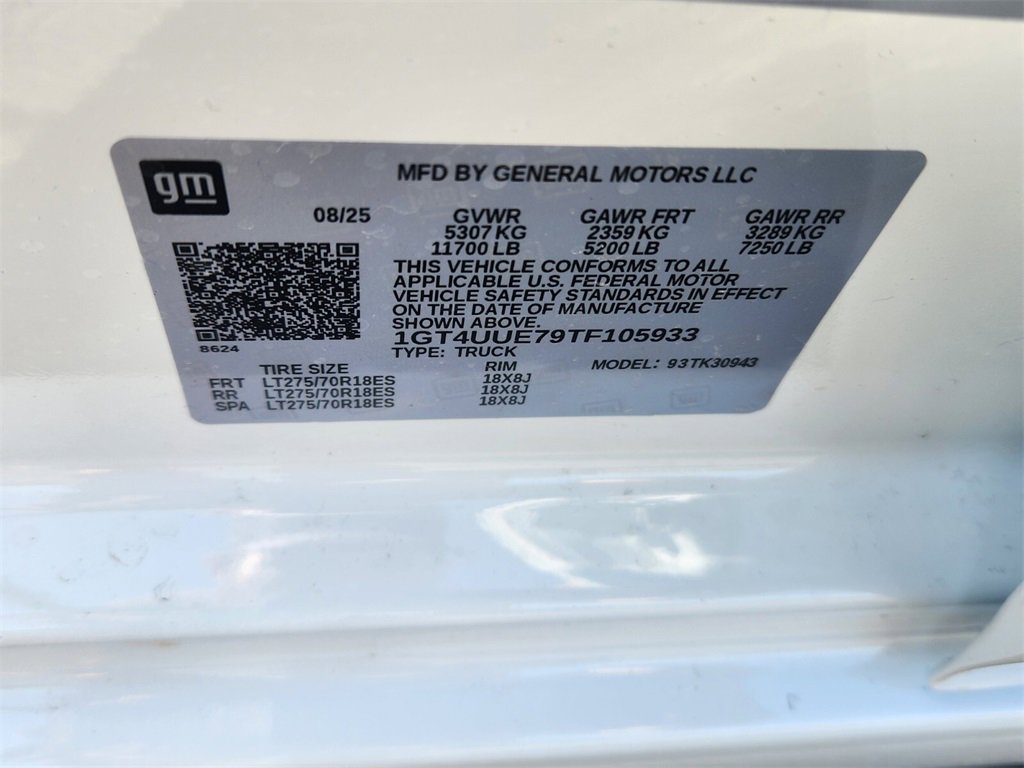 gm
MFD BY GENERAL MOTORS LLC
08/25 GVWR GAWR FRT GAWR RR
5307 KG 2359 KG 3289 KG
11700 LB 5200 LB 7250 LB
THIS VEHICLE CONFORMS TO ALL
APPLICABLE U.S. FEDERAL MOTOR
VEHICLE SAFETY STANDARDS IN EFFECT
ON THE DATE OF MANUFACTURE
SHOWN ABOVE.
8624
1GT4UUE79TF105933
TYPE: TRUCK MODEL: 93TK30943
TIRE SIZE RIM
FRT LT275/70R18ES 18X8J
RR LT275/70R18ES 18X8J
SPA LT275/70R18ES 18X8J